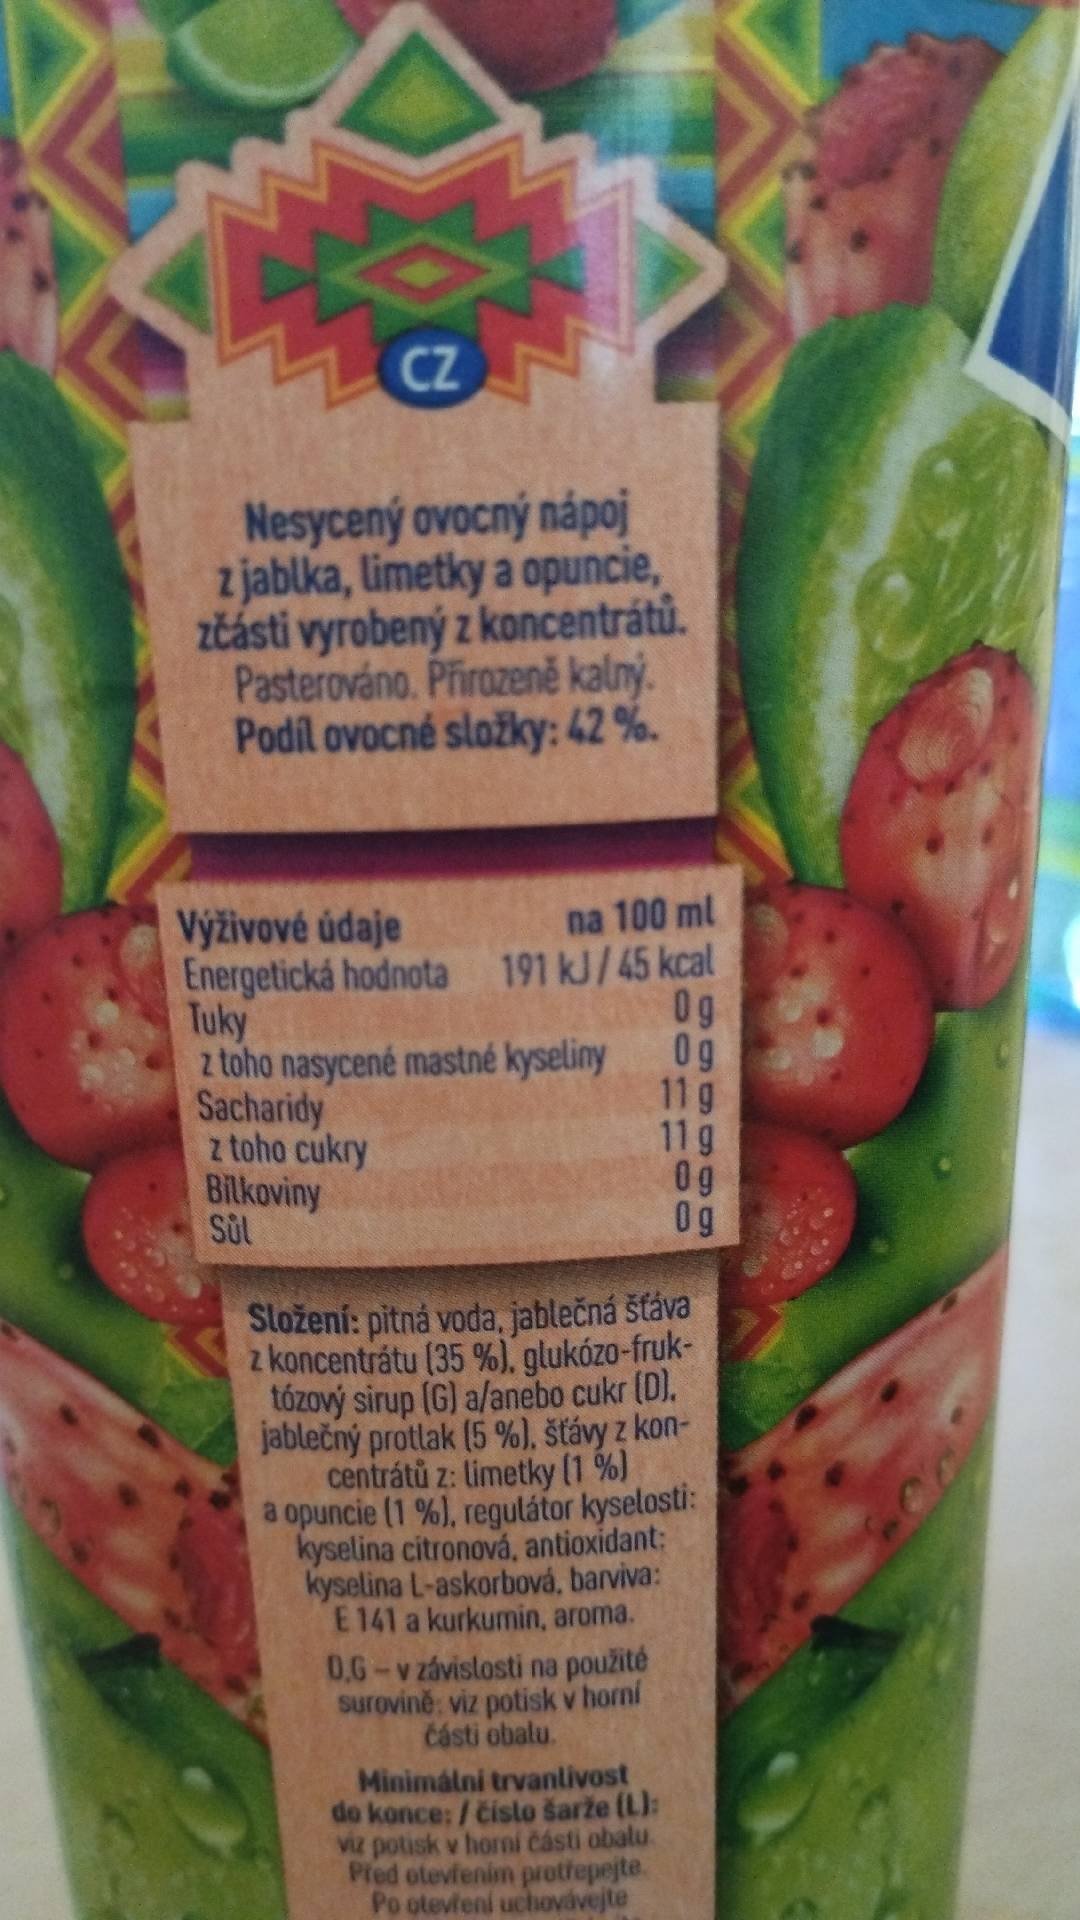 CZ
Nesycený ovocný nápoj
z jablka, limetky a opuncie,
zčásti vyrobený z koncentrátů.
Pasterováno. Přirozeně kalný.
Podíl ovocné složky: 42 %.
Výživové údaje na 100 ml
Energetická hodnota 191 kJ / 45 kcal
Tuky 0 g
z toho nasycené mastné kyseliny 0 g
Sacharidy 11 g
z toho cukry 11 g
Bílkoviny 0 g
Sůl 0 g
Složení: pitná voda, jablečná šťáva
z koncentrátu (35 %), glukózo-fruk-
tózový sirup (G) a/anebo cukr (D),
jablečný protlak (5 %), šťávy z kon-
centrátů z: limetky (1 %)
a opuncie (1 %), regulátor kyselosti:
kyselina citronová, antioxidant:
kyselina L-askorbová, barviva:
E 141 a kurkumin, aroma.
D,G – v závislosti na použité
surovině: viz potisk v horní
části obalu.
Minimální trvanlivost
do konce: / číslo šarže (L):
viz potisk v horní části obalu.
Před otevřením protřepejte.
Po otevření uchovávejte